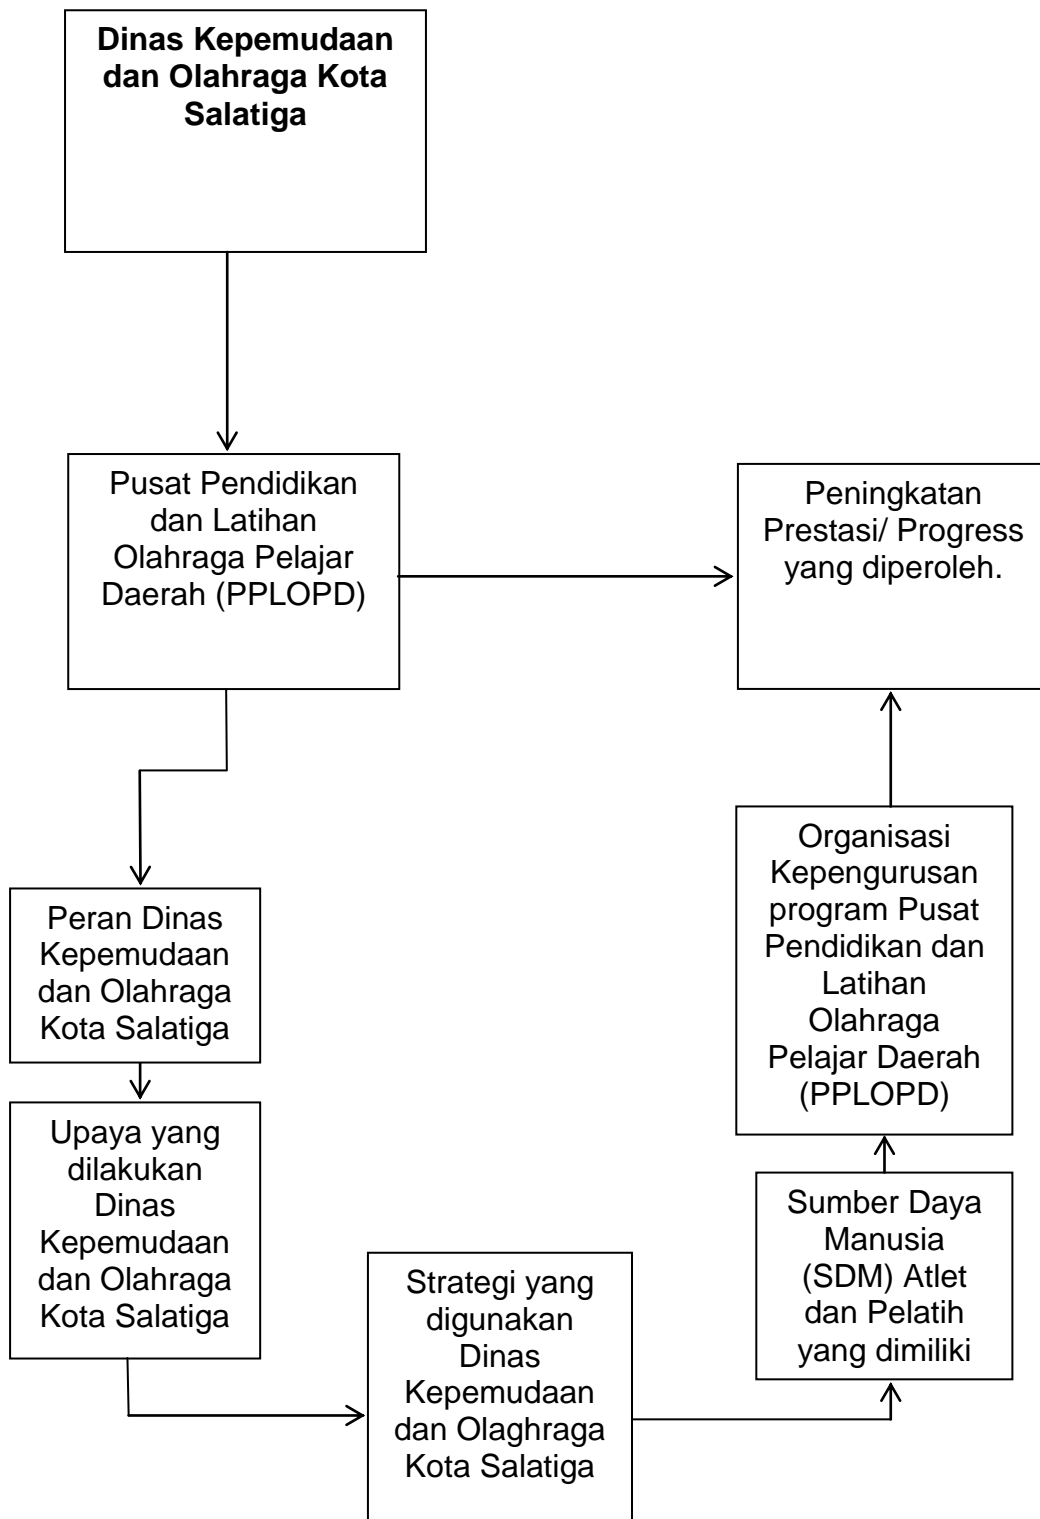 Dinas Kepemudaan
dan Olahraga Kota
Salatiga
Pusat Pendidikan
dan Latihan
Olahraga Pelajar
Daerah (PPLOPD)
Peningkatan
Prestasi/ Progress
yang diperoleh.
Peran Dinas
Kepemudaan
dan Olahraga
Kota Salatiga
Upaya yang
dilakukan
Dinas
Kepemudaan
dan Olahraga
Kota Salatiga
Strategi yang
digunakan
Dinas
Kepemudaan
dan Olaghraga
Kota Salatiga
Sumber Daya
Manusia
(SDM) Atlet
dan Pelatih
yang dimiliki
Organisasi
Kepengurusan
program Pusat
Pendidikan dan
Latihan
Olahraga
Pelajar Daerah
(PPLOPD)